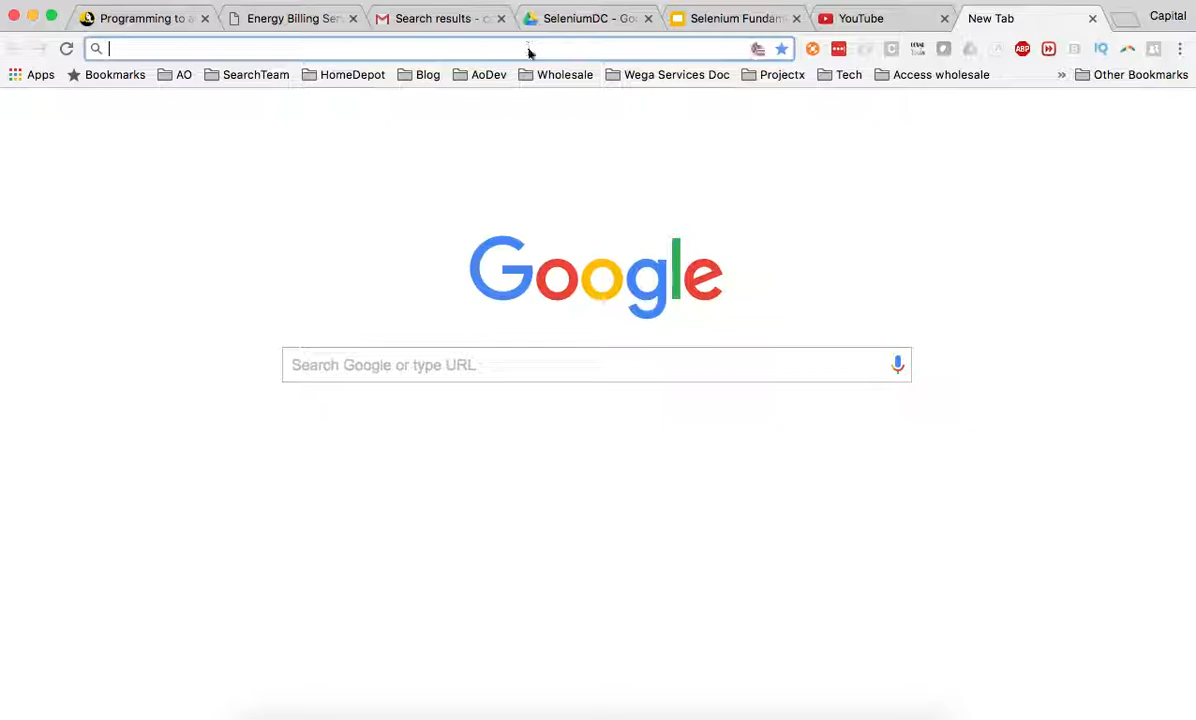 Programming to a Energy Billing Ser Search results - c SeleniumDC - Go Selenium Fundam YouTube New Tab Capital
Apps Bookmarks AO SearchTeam HomeDepot Blog AoDev Wholesale Wega Services Doc Projectx Tech Access wholesale » Other Bookmarks
Google
Search Google or type URL